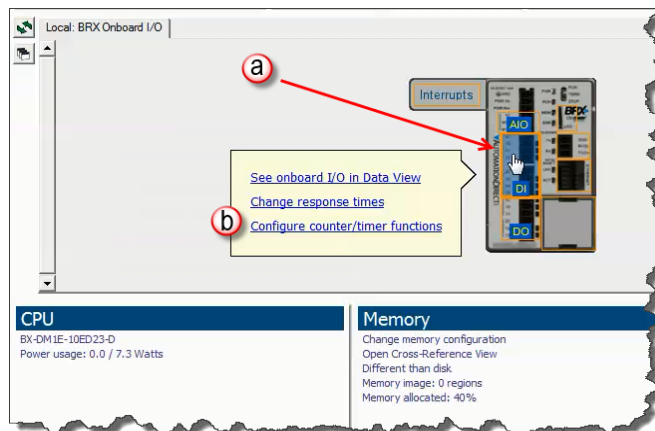 Local: BRX Onboard I/O
a
Interrupts
BRX
AIO
AUTOMATIONDIRECT
See onboard I/O in Data View
Change response times
DI
b
Configure counter/timer functions
DO
CPU
BX-DM1E-10ED23-D
Power usage: 0.0 / 7.3 Watts
Memory
Change memory configuration
Open Cross-Reference View
Different than disk
Memory image: 0 regions
Memory allocated: 40%